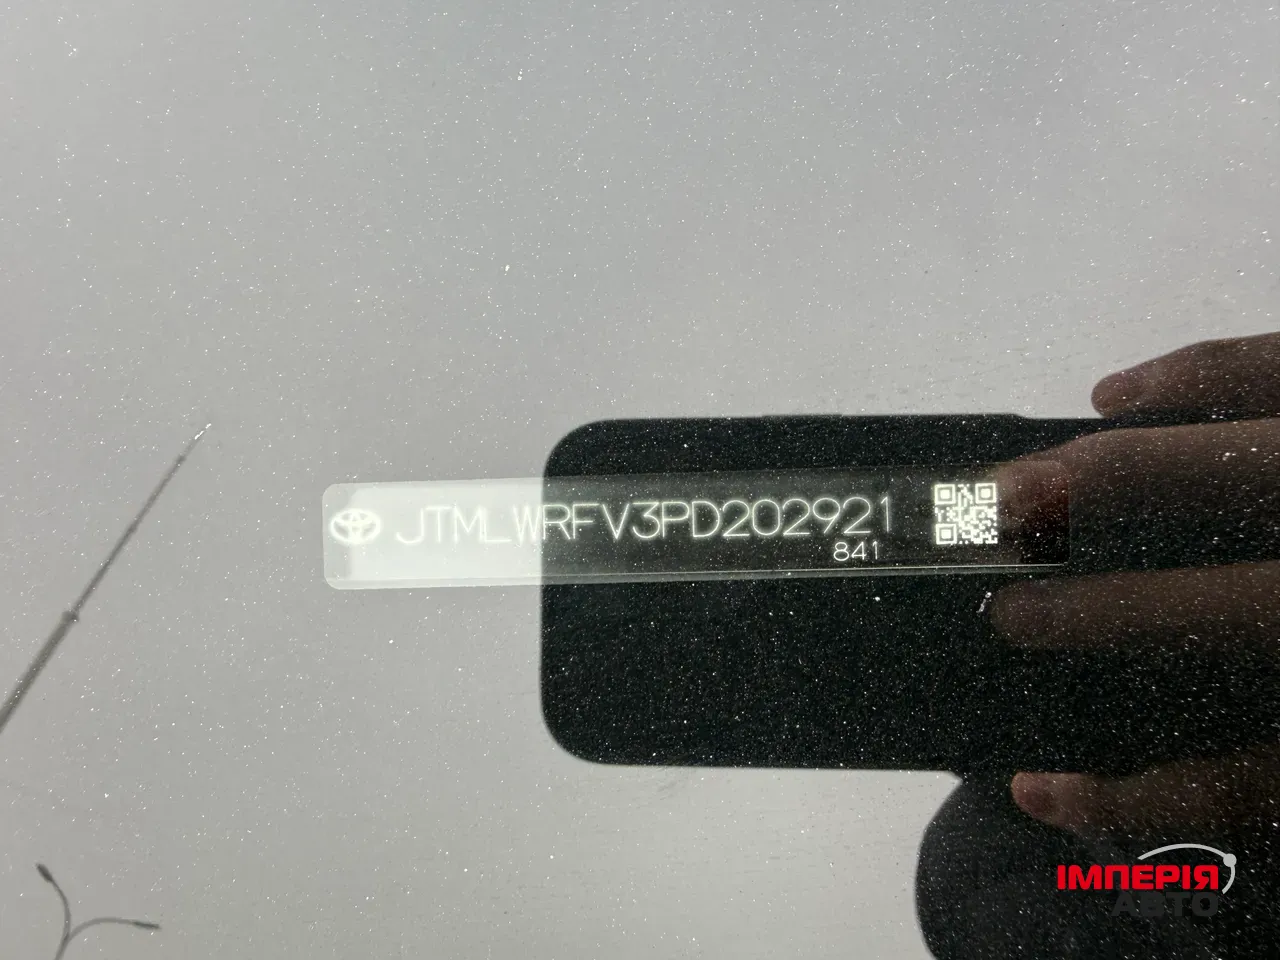 JTMLWRFV3PD202921
841
ІМПЕРІЯ
АВТО